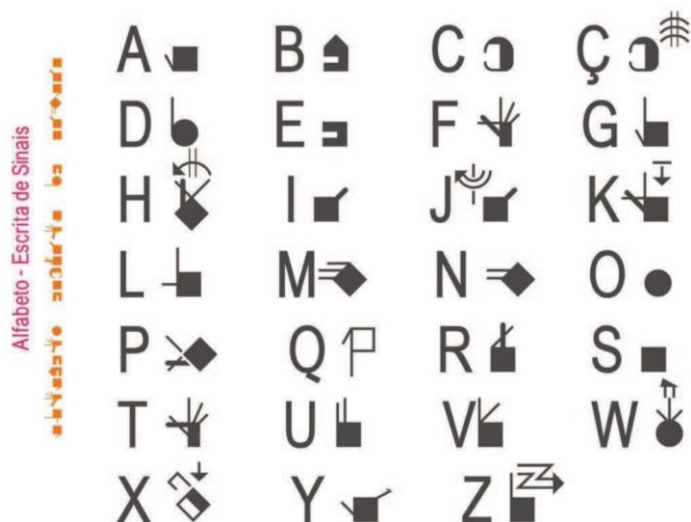 Alfabeto - Escrita de Sinais
A B C Ç
D E F G
H I J K
L M N O
P Q R S
T U V W
X Y Z